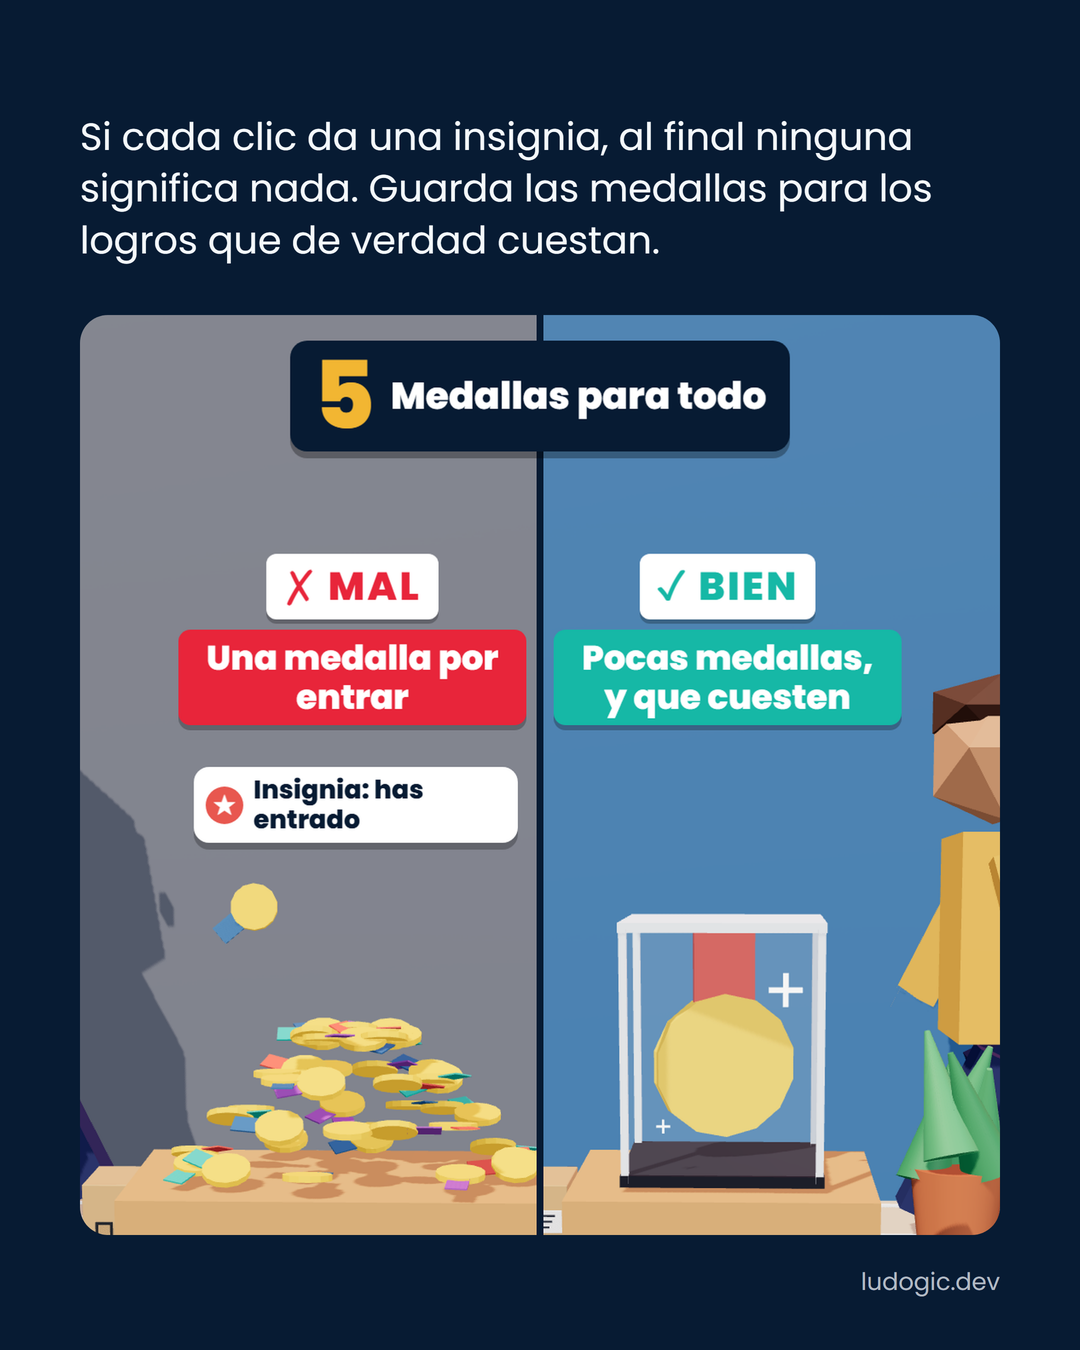 Si cada clic da una insignia, al final ninguna
significa nada. Guarda las medallas para los
logros que de verdad cuestan.
5 Medallas para todo
✗ MAL
Una medalla por
entrar
Insignia: has
entrado
✓ BIEN
Pocas medallas,
y que cuesten
ludogic.dev